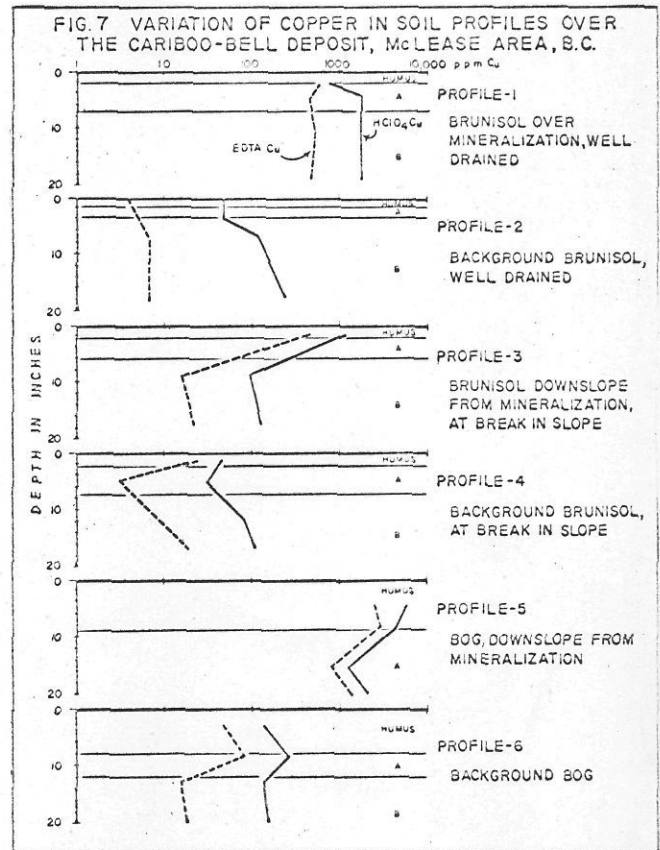 FIG. 7 VARIATION OF COPPER IN SOIL PROFILES OVER
THE CARIBOO-BELL DEPOSIT, McLEASE AREA, B.C.
1 10 100 1000 10,000 ppm Cu
0
HUMUS
A
PROFILE-1
10
EDTA Cu
HClO4 Cu
BRUNISOL OVER
MINERALIZATION, WELL
DRAINED
B
20
0
HUMUS
A
PROFILE-2
10
BACKGROUND BRUNISOL,
WELL DRAINED
B
20
DEPTH IN INCHES
0
HUMUS
A
PROFILE-3
10
BRUNISOL DOWNSLOPE
FROM MINERALIZATION,
AT BREAK IN SLOPE
B
20
0
HUMUS
A
PROFILE-4
10
BACKGROUND BRUNISOL,
AT BREAK IN SLOPE
B
20
0
HUMUS
PROFILE-5
10
BOG, DOWNSLOPE FROM
MINERALIZATION
A
20
0
HUMUS
PROFILE-6
10
A
BACKGROUND BOG
B
20